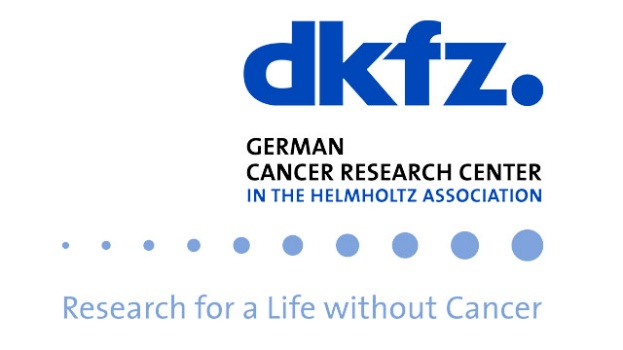 dkfz.
GERMAN
CANCER RESEARCH CENTER
IN THE HELMHOLTZ ASSOCIATION
Research for a Life without Cancer